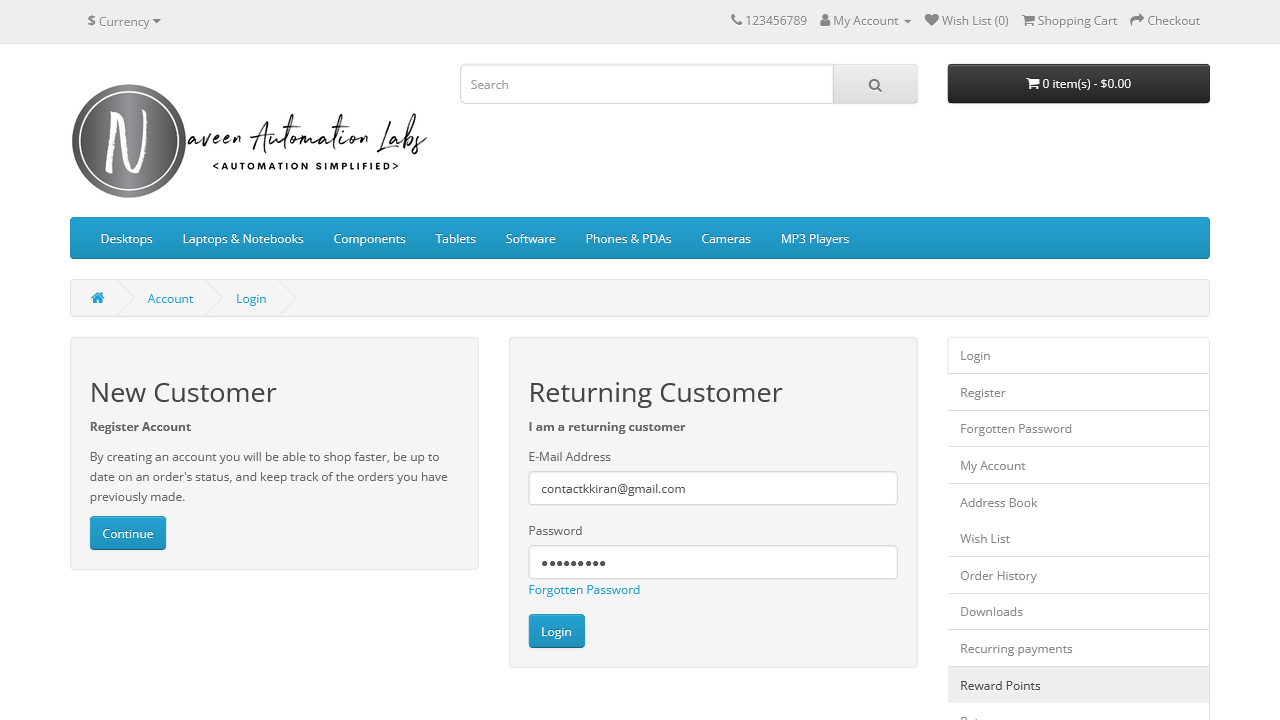 $ Currency
123456789 My Account Wish List (0) Shopping Cart Checkout
Search
0 item(s) - $0.00
N aveen Automation Labs
<AUTOMATION SIMPLIFIED>
Desktops Laptops & Notebooks Components Tablets Software Phones & PDAs Cameras MP3 Players
Account Login
New Customer
Register Account
By creating an account you will be able to shop faster, be up to
date on an order's status, and keep track of the orders you have
previously made.
Continue
Returning Customer
I am a returning customer
E-Mail Address
contactkkiran@gmail.com
Password
•••••••••
Forgotten Password
Login
Login
Register
Forgotten Password
My Account
Address Book
Wish List
Order History
Downloads
Recurring payments
Reward Points